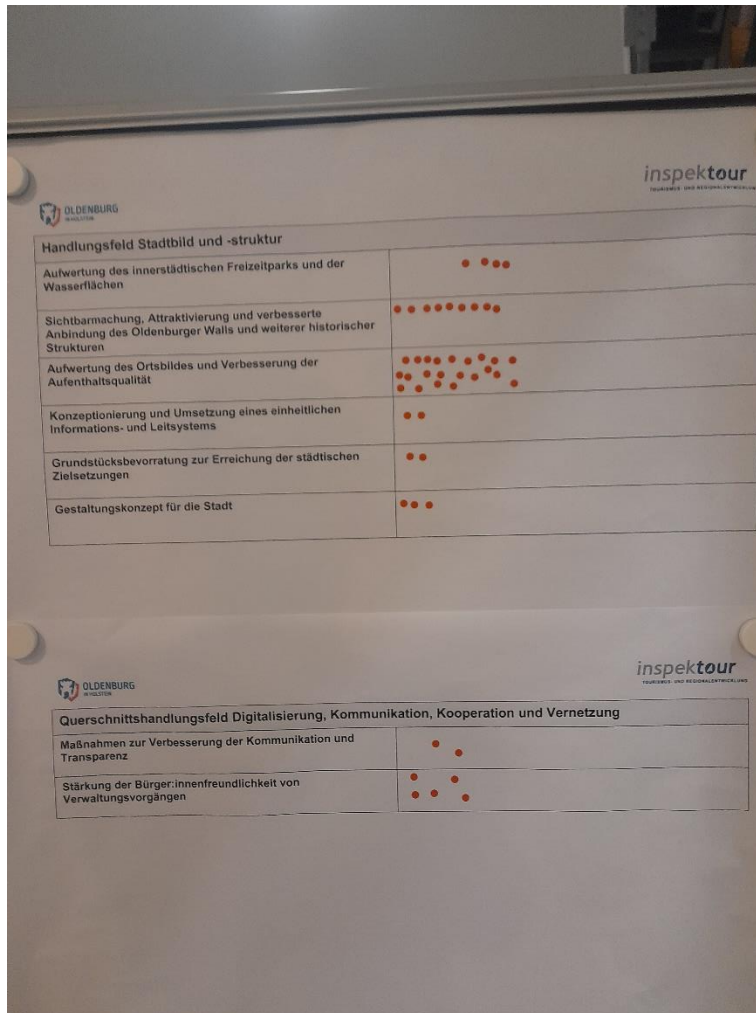 inspektour
TOURISMUS- UND REGIONALENTWICKLUNG
OLDENBURG
IN HOLSTEIN
Handlungsfeld Stadtbild und -struktur
Aufwertung des innerstädtischen Freizeitparks und der
Wasserflächen
Sichtbarmachung, Attraktivierung und verbesserte
Anbindung des Oldenburger Walls und weiterer historischer
Strukturen
Aufwertung des Ortsbildes und Verbesserung der
Aufenthaltsqualität
Konzeptionierung und Umsetzung eines einheitlichen
Informations- und Leitsystems
Grundstücksbevorratung zur Erreichung der städtischen
Zielsetzungen
Gestaltungskonzept für die Stadt
inspektour
TOURISMUS- UND REGIONALENTWICKLUNG
OLDENBURG
IN HOLSTEIN
Querschnittshandlungsfeld Digitalisierung, Kommunikation, Kooperation und Vernetzung
Maßnahmen zur Verbesserung der Kommunikation und
Transparenz
Stärkung der Bürger:innenfreundlichkeit von
Verwaltungsvorgängen